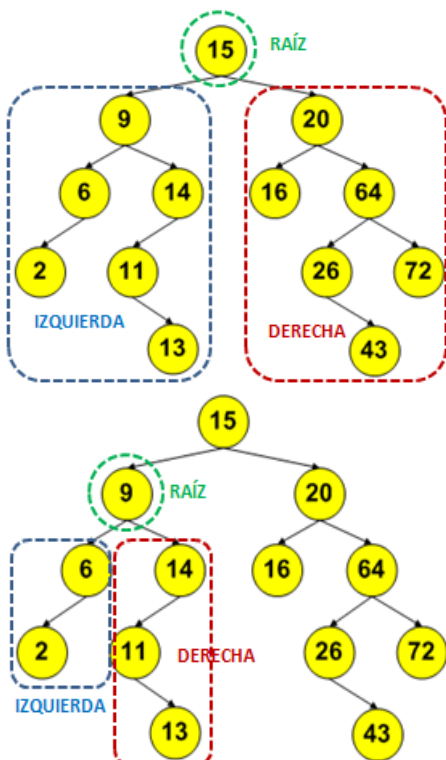 15 RAÍZ
9 20
6 14 16 64
2 11 26 72
IZQUIERDA DERECHA
13 43
15
9 RAÍZ 20
6 14 16 64
2 11 DERECHA 26 72
IZQUIERDA
13 43